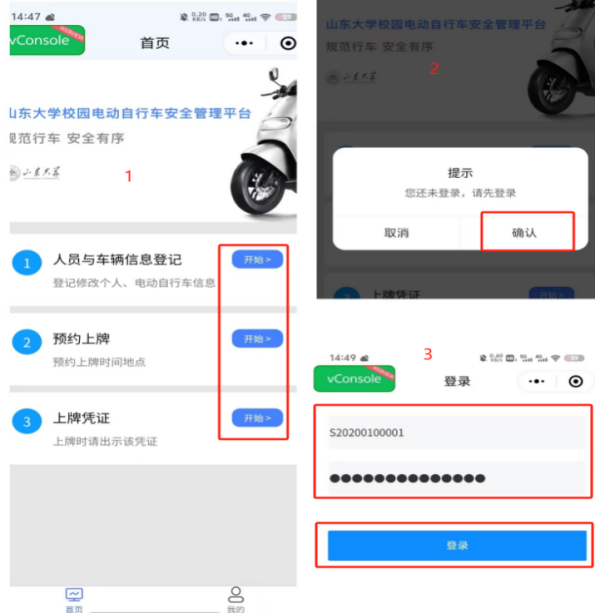 14:47
0.20 KB/s 5G 4G
vConsole
首页
山东大学校园电动自行车安全管理平台
规范行车 安全有序
山东大学
1
1
人员与车辆信息登记
开始 >
登记修改个人、电动自行车信息
2
预约上牌
开始 >
预约上牌时间地点
3
上牌凭证
开始 >
上牌时请出示该凭证
首页
我的
山东大学校园电动自行车安全管理平台
规范行车 安全有序
2
山东大学
提示
您还未登录，请先登录
取消
确认
3
上牌凭证
开始 >
3
14:49
vConsole
登录
S20200100001
●●●●●●●●●●●●●●
登录